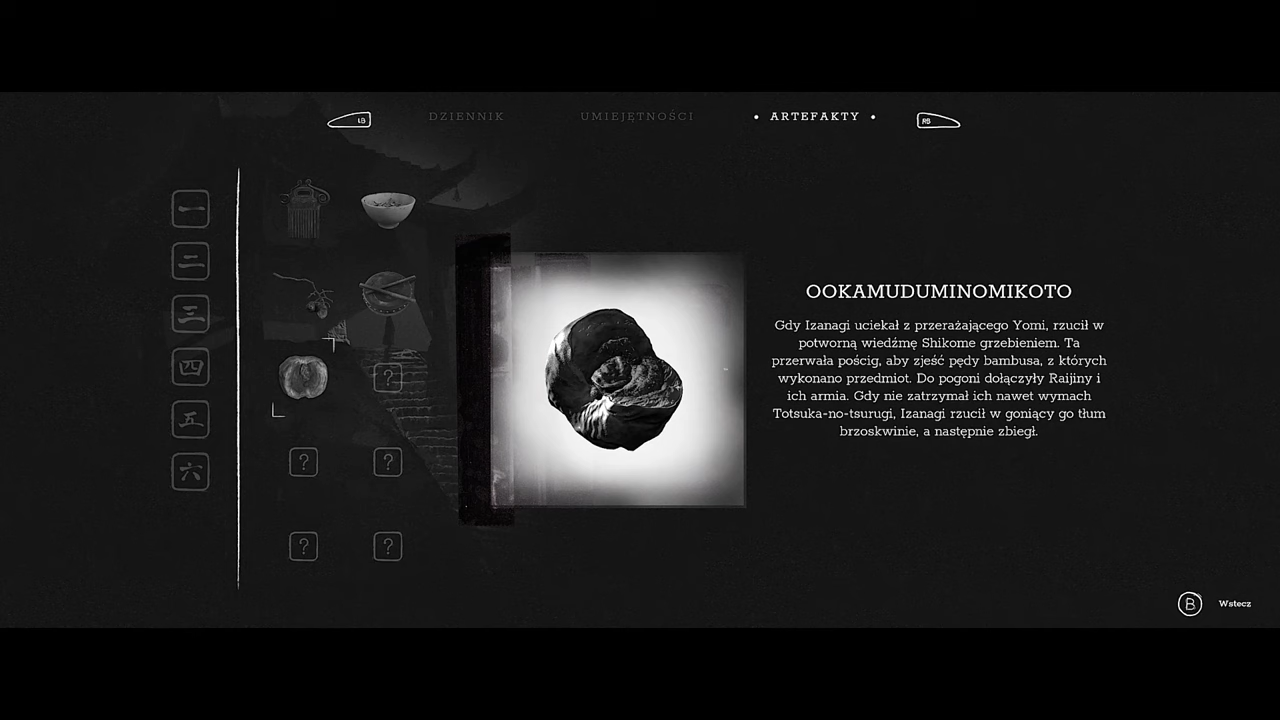 LB
DZIENNIK
UMIEJĘTNOŚCI
• ARTEFAKTY •
RB
一
二
三
四
五
六
?
?
?
?
?
OOKAMUDUMINOMIKOTO
Gdy Izanagi uciekał z przerażającego Yomi, rzucił w
potworną wiedźmę Shikome grzebieniem. Ta
przerwała pościg, aby zjeść pędy bambusa, z których
wykonano przedmiot. Do pogoni dołączyły Raijiny i
ich armia. Gdy nie zatrzymał ich nawet wymach
Totsuka-no-tsurugi, Izanagi rzucił w goniący go tłum
brzoskwinie, a następnie zbiegł.
B
Wstecz